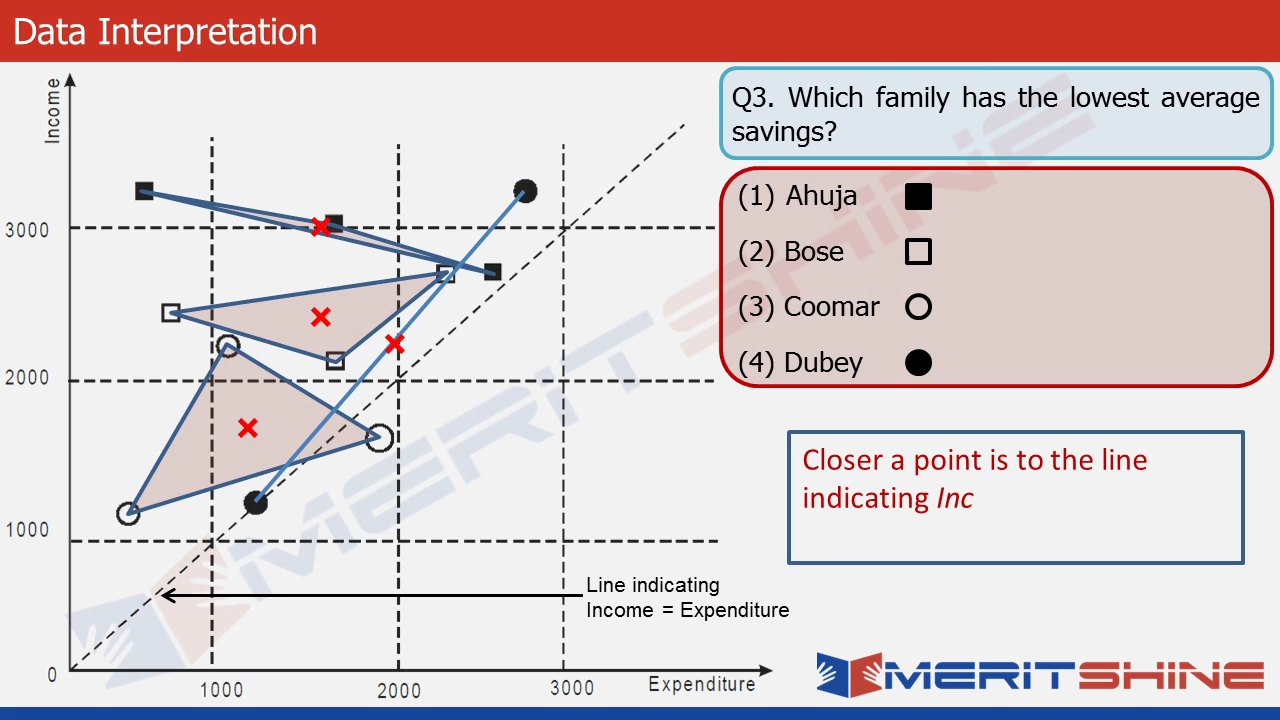 Data Interpretation
Income
3000
2000
1000
0
1000
2000
3000
Expenditure
Line indicating
Income = Expenditure
Q3. Which family has the lowest average
savings?
(1) Ahuja
(2) Bose
(3) Coomar
(4) Dubey
Closer a point is to the line
indicating Inc
MERITSHINE
MERITSHINE